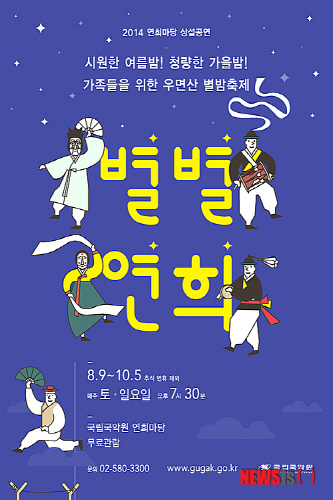 2014 연희마당 상설공연
시원한 여름밤! 청량한 가을밤!
가족들을 위한 우면산 별밤축제
별별
연희
8.9~10.5 추석 연휴 제외
매주 토·일요일 오후 7시 30분
국립국악원 연희마당
무료관람
문의 02-580-3300 www.gugak.go.kr 국립국악원